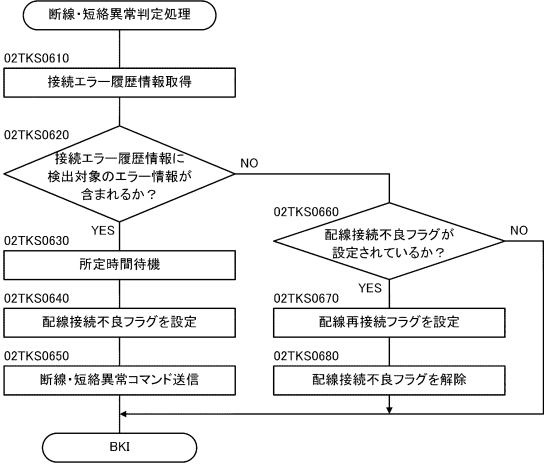 断線・短絡異常判定処理
02TKS0610
接続エラー履歴情報取得
02TKS0620
接続エラー履歴情報に
検出対象のエラー情報が
含まれるか？
NO
YES
02TKS0630
所定時間待機
02TKS0640
配線接続不良フラグを設定
02TKS0650
断線・短絡異常コマンド送信
02TKS0660
配線接続不良フラグが
設定されているか？
NO
YES
02TKS0670
配線再接続フラグを設定
02TKS0680
配線接続不良フラグを解除
BKI